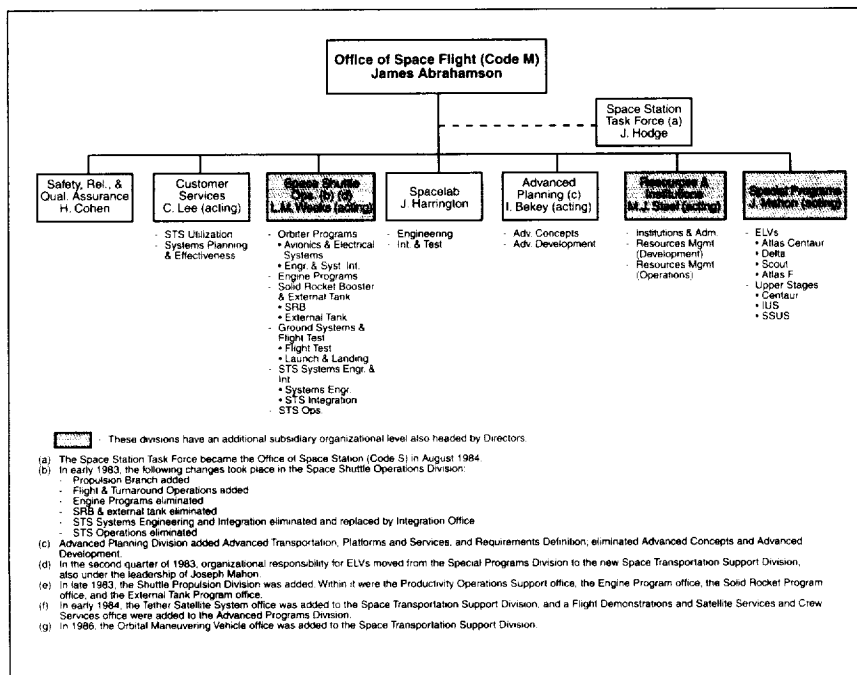 Office of Space Flight (Code M)
James Abrahamson
Space Station
Task Force (a)
J. Hodge
Safety, Rel., &
Qual. Assurance
H. Cohen
Customer
Services
C. Lee (acting)
- STS Utilization
- Systems Planning
& Effectiveness
Space Shuttle
Ops. (b) (d)
L.M. Weeks (acting)
- Orbiter Programs
• Avionics & Electrical
Systems
• Engr. & Syst. Int.
- Engine Programs
- Solid Rocket Booster
& External Tank
• SRB
• External Tank
- Ground Systems &
Flight Test
• Flight Test
• Launch & Landing
- STS Systems Engr. &
Int
• Systems Engr.
• STS Integration
- STS Ops.
Spacelab
J. Harrington
- Engineering
- Int. & Test
Advanced
Planning (c)
I. Bekey (acting)
- Adv. Concepts
- Adv. Development
Resources &
Institutions
M.J. Steel (acting)
- Institutions & Adm.
- Resources Mgmt
(Development)
- Resources Mgmt
(Operations)
Special Programs
J. Mahon (acting)
- ELVs
• Atlas Centaur
• Delta
• Scout
• Atlas F
- Upper Stages
• Centaur
• IUS
• SSUS
- These divisions have an additional subsidiary organizational level also headed by Directors.
(a) The Space Station Task Force became the Office of Space Station (Code S) in August 1984.
(b) In early 1983, the following changes took place in the Space Shuttle Operations Division:
- Propulsion Branch added
- Flight & Turnaround Operations added
- Engine Programs eliminated
- SRB & external tank eliminated
- STS Systems Engineering and Integration eliminated and replaced by Integration Office
- STS Operations eliminated
(c) Advanced Planning Division added Advanced Transportation, Platforms and Services, and Requirements Definition; eliminated Advanced Concepts and Advanced
Development.
(d) In the second quarter of 1983, organizational responsibility for ELVs moved from the Special Programs Division to the new Space Transportation Support Division,
also under the leadership of Joseph Mahon.
(e) In late 1983, the Shuttle Propulsion Division was added. Within it were the Productivity Operations Support office, the Engine Program office, the Solid Rocket Program
office, and the External Tank Program office.
(f) In early 1984, the Tether Satellite System office was added to the Space Transportation Support Division, and a Flight Demonstrations and Satellite Services and Crew
Services office were added to the Advanced Programs Division.
(g) In 1986, the Orbital Maneuvering Vehicle office was added to the Space Transportation Support Division.